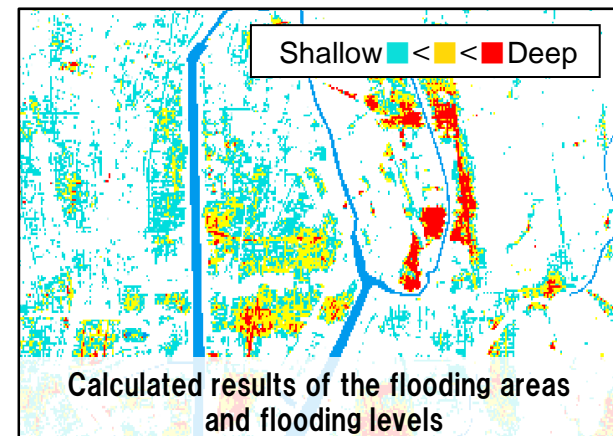 Shallow < < Deep
Calculated results of the flooding areas
and flooding levels